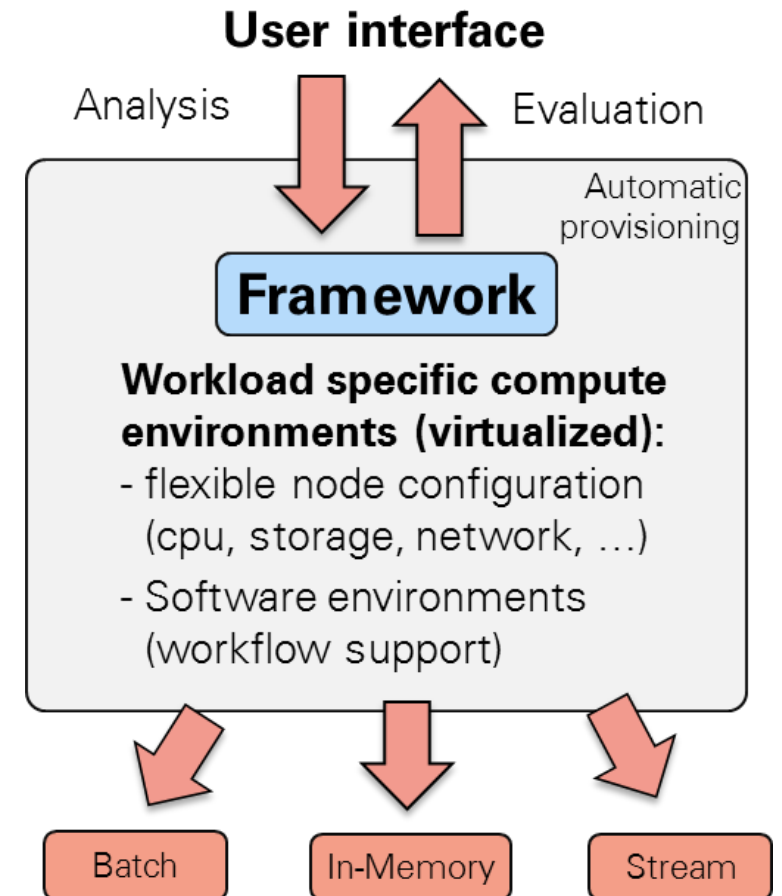 User interface
Analysis
Evaluation
Automatic
provisioning
Framework
Workload specific compute
environments (virtualized):
- flexible node configuration
(cpu, storage, network, ...)
- Software environments
(workflow support)
Batch
In-Memory
Stream